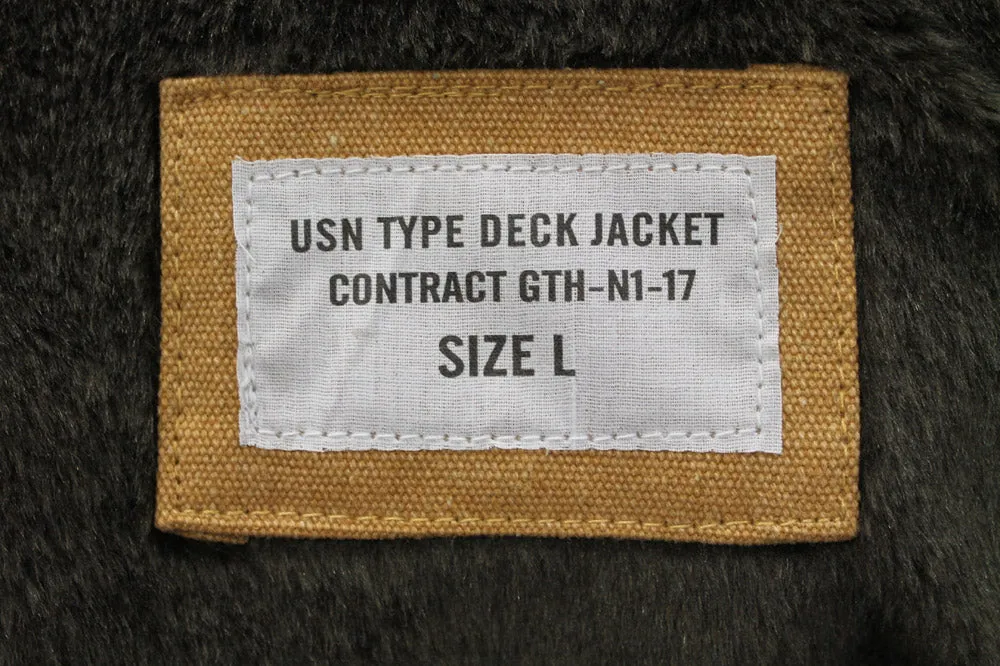 USN TYPE DECK JACKET
CONTRACT GTH-N1-17
SIZE L